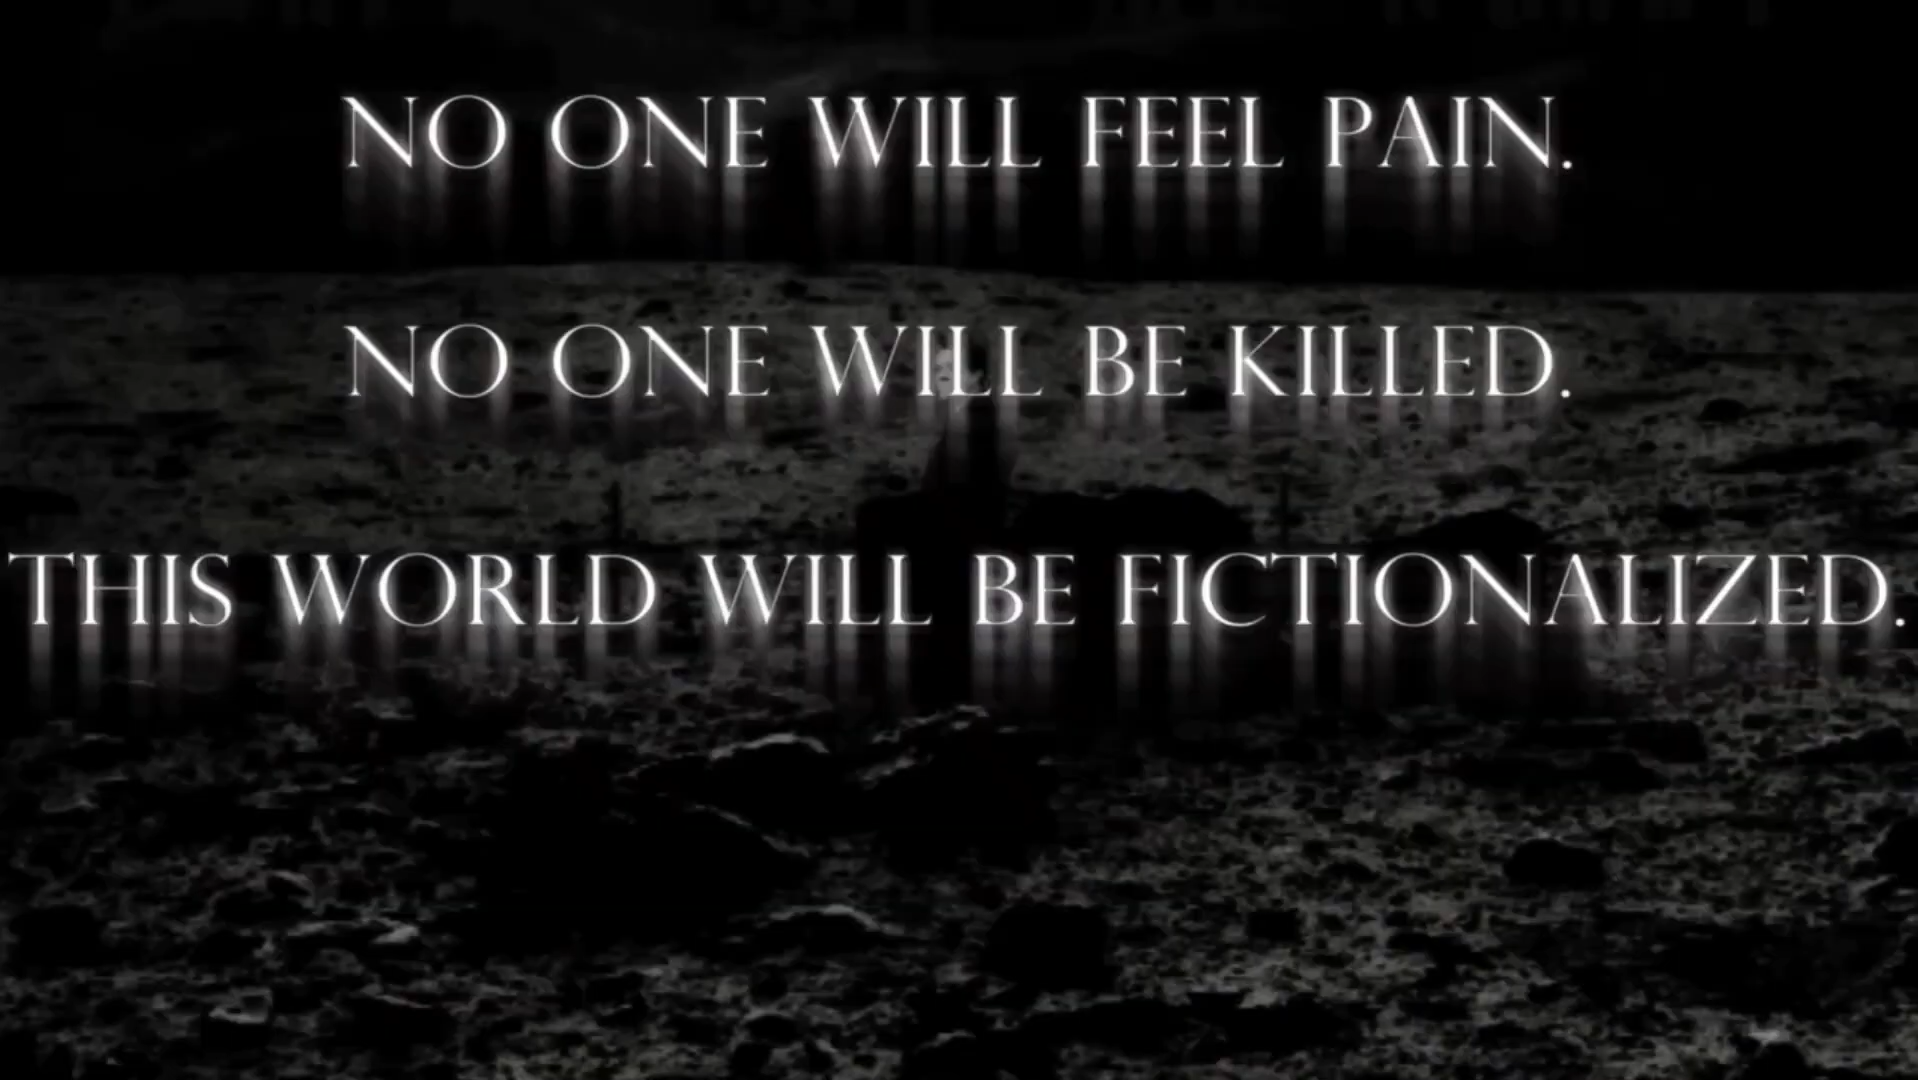 NO ONE WILL FEEL PAIN.
NO ONE WILL BE KILLED.
THIS WORLD WILL BE FICTIONALIZED.